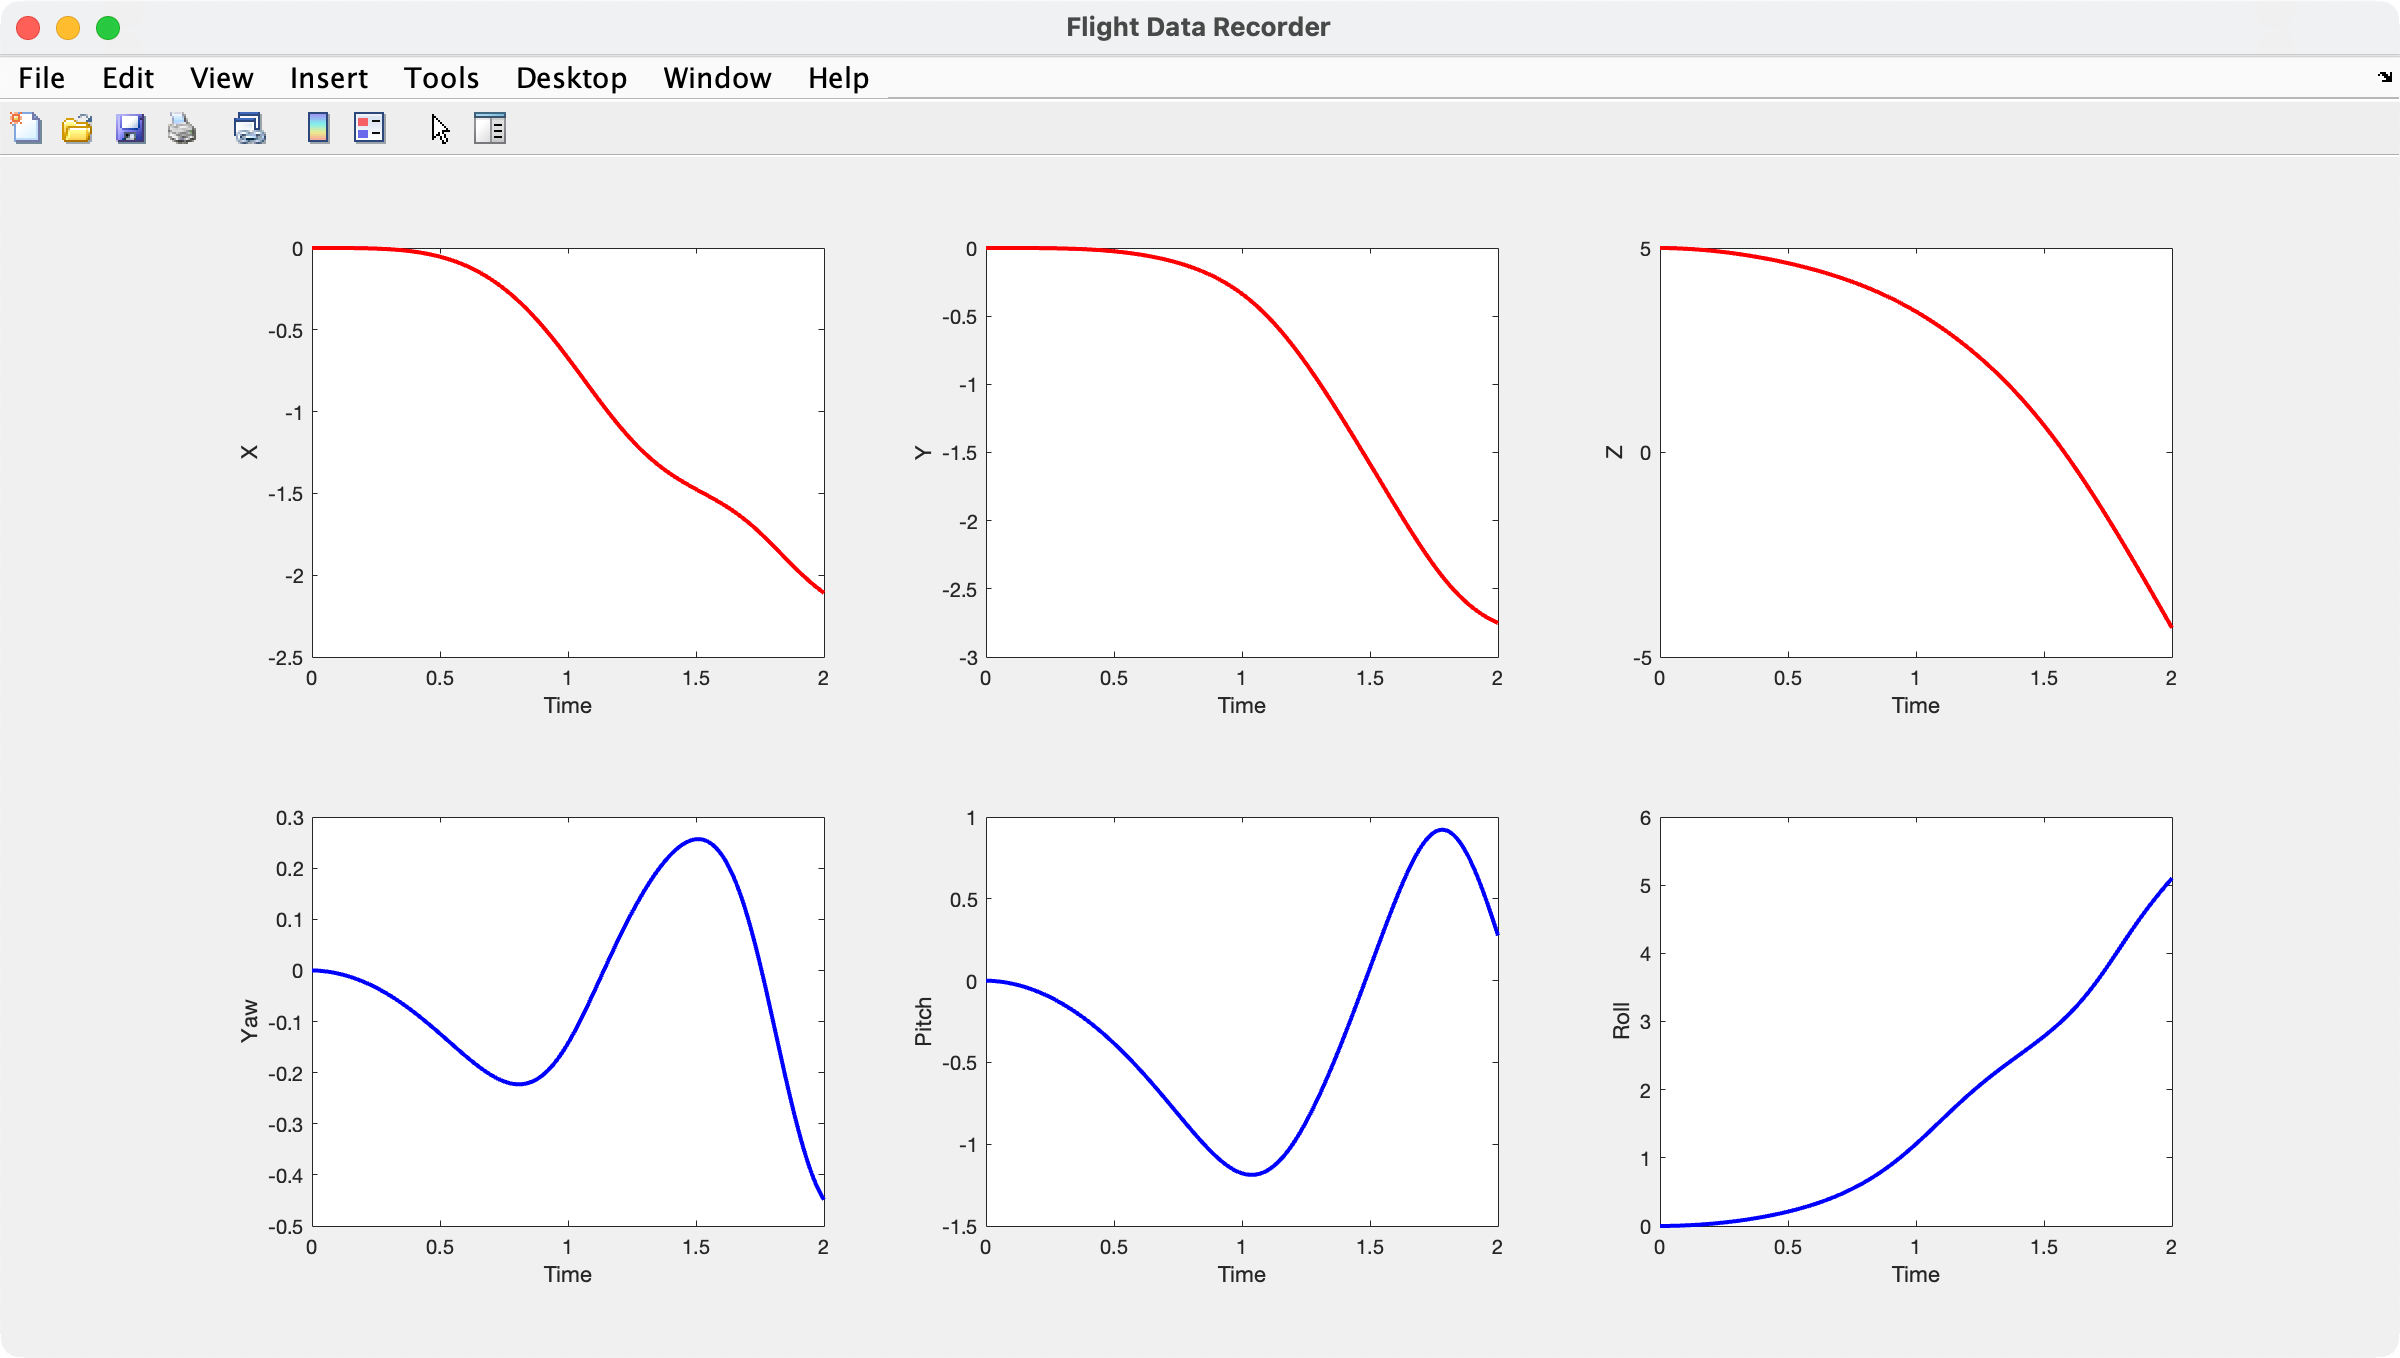 Flight Data Recorder
File Edit View Insert Tools Desktop Window Help
0
-0.5
-1
-1.5
-2
-2.5
X
0 0.5 1 1.5 2
Time
0
-0.5
-1
-1.5
-2
-2.5
-3
Y
0 0.5 1 1.5 2
Time
5
0
-5
Z
0 0.5 1 1.5 2
Time
0.3
0.2
0.1
0
-0.1
-0.2
-0.3
-0.4
-0.5
Yaw
0 0.5 1 1.5 2
Time
1
0.5
0
-0.5
-1
-1.5
Pitch
0 0.5 1 1.5 2
Time
6
5
4
3
2
1
0
Roll
0 0.5 1 1.5 2
Time